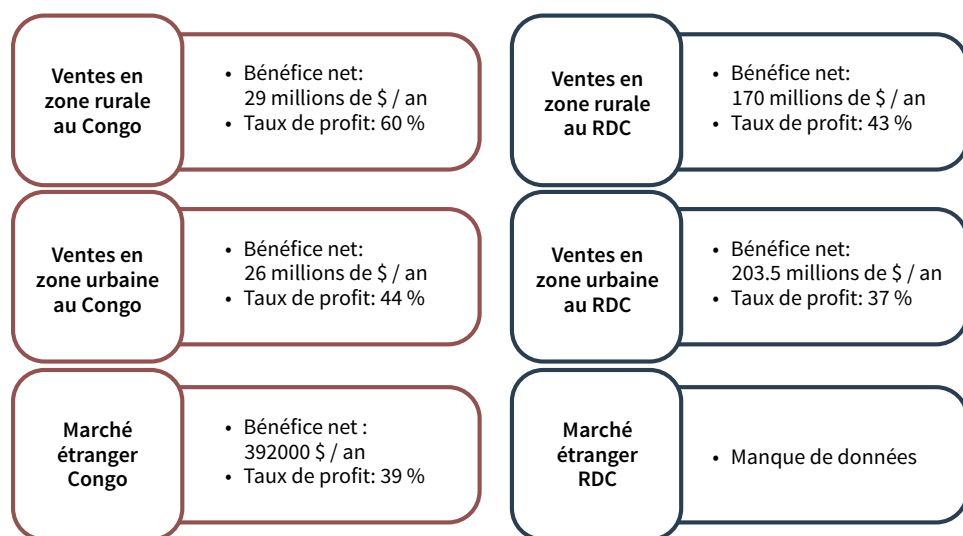 Ventes en
zone rurale
au Congo
• Bénéfice net:
29 millions de $ / an
• Taux de profit: 60 %
Ventes en
zone rurale
au RDC
• Bénéfice net:
170 millions de $ / an
• Taux de profit: 43 %
Ventes en
zone urbaine
au Congo
• Bénéfice net:
26 millions de $ / an
• Taux de profit: 44 %
Ventes en
zone urbaine
au RDC
• Bénéfice net:
203.5 millions de $ / an
• Taux de profit: 37 %
Marché
étranger
Congo
• Bénéfice net :
392000 $ / an
• Taux de profit: 39 %
Marché
étranger
RDC
• Manque de données